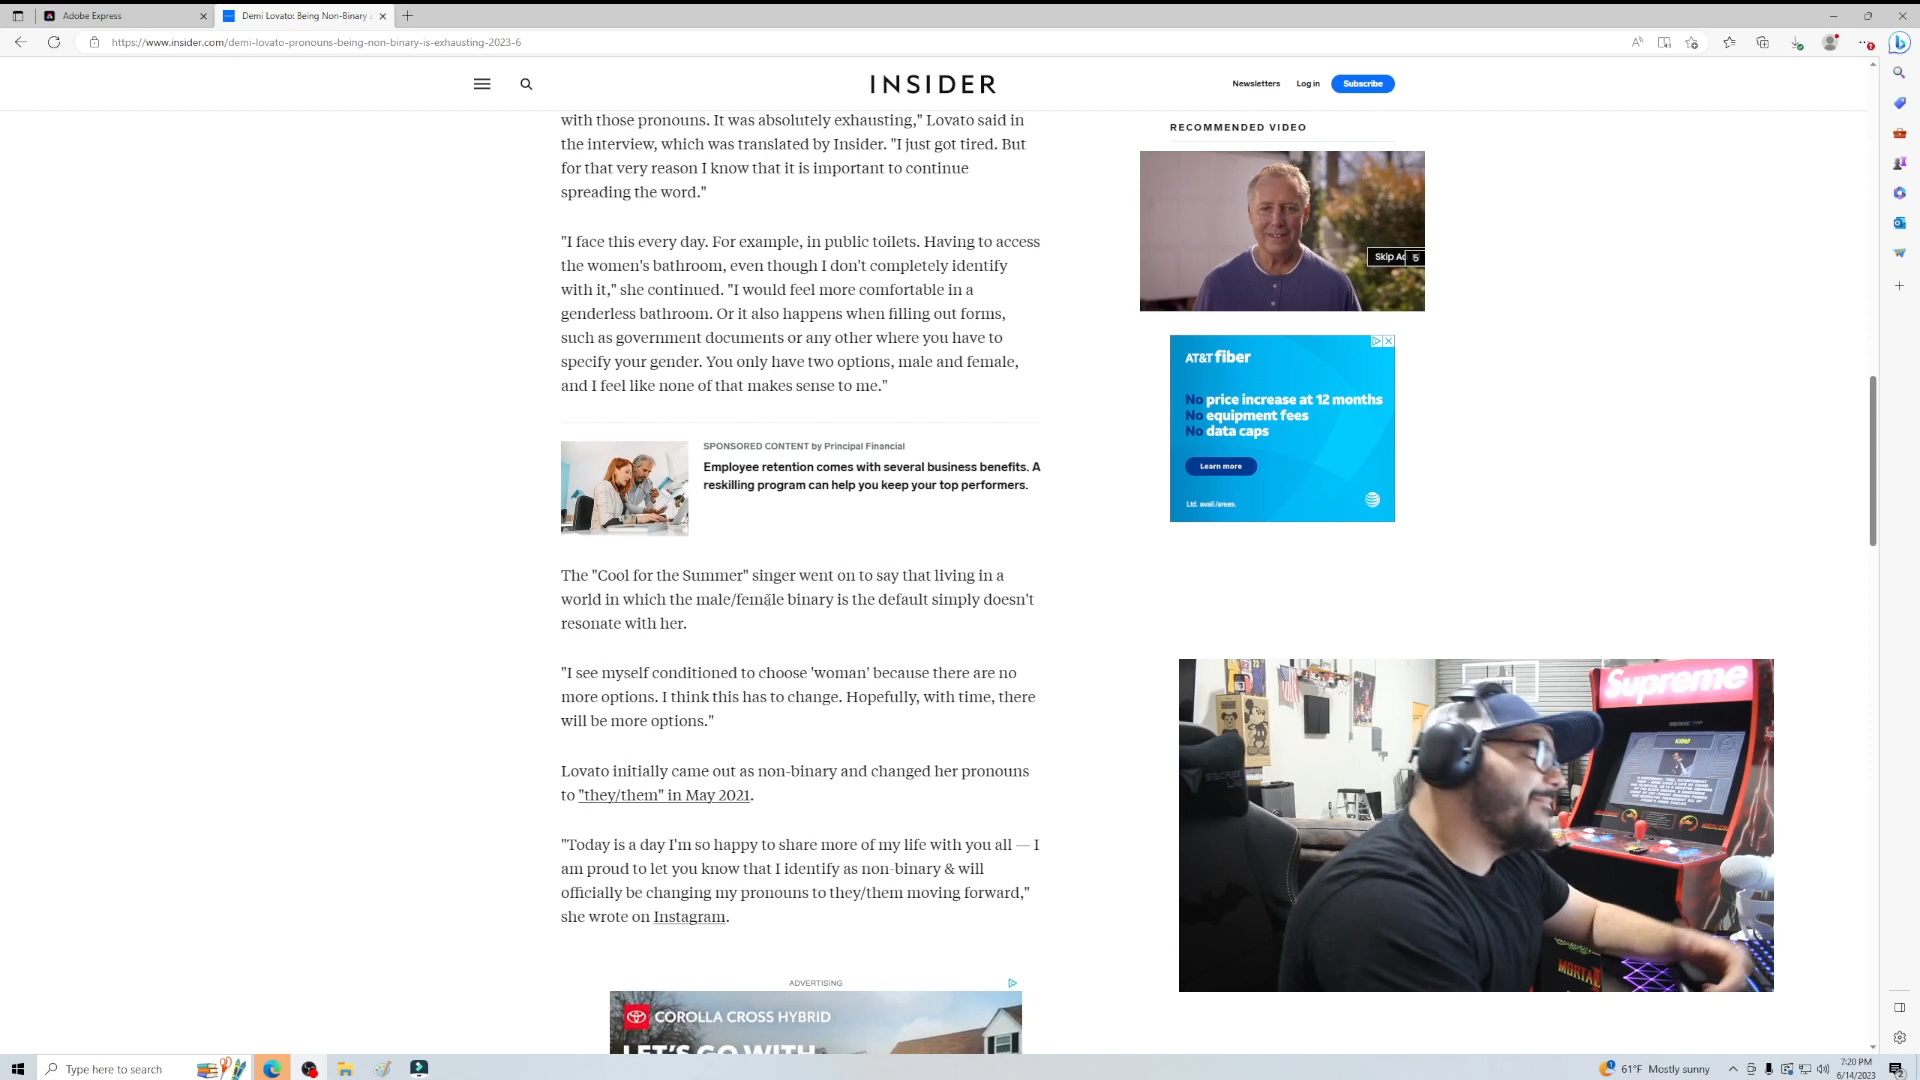 Adobe Express
Demi Lovato: Being Non-Binary
https://www.insider.com/demi-lovato-pronouns-being-non-binary-is-exhausting-2023-6
INSIDER
Newsletters
Log in
Subscribe
with those pronouns. It was absolutely exhausting," Lovato said in
the interview, which was translated by Insider. "I just got tired. But
for that very reason I know that it is important to continue
spreading the word."
"I face this every day. For example, in public toilets. Having to access
the women's bathroom, even though I don't completely identify
with it," she continued. "I would feel more comfortable in a
genderless bathroom. Or it also happens when filling out forms,
such as government documents or any other where you have to
specify your gender. You only have two options, male and female,
and I feel like none of that makes sense to me."
SPONSORED CONTENT by Principal Financial
Employee retention comes with several business benefits. A
reskilling program can help you keep your top performers.
The "Cool for the Summer" singer went on to say that living in a
world in which the male/female binary is the default simply doesn't
resonate with her.
"I see myself conditioned to choose 'woman' because there are no
more options. I think this has to change. Hopefully, with time, there
will be more options."
Lovato initially came out as non-binary and changed her pronouns
to "they/them" in May 2021.
"Today is a day I'm so happy to share more of my life with you all — I
am proud to let you know that I identify as non-binary & will
officially be changing my pronouns to they/them moving forward,"
she wrote on Instagram.
ADVERTISING
COROLLA CROSS HYBRID
LET'S GO WITH
RECOMMENDED VIDEO
Skip Ad 5
AT&T fiber
No price increase at 12 months
No equipment fees
No data caps
Learn more
Ltd. avail./areas.
Supreme
MORTAL
Type here to search
61°F Mostly sunny
7:20 PM
6/14/2023